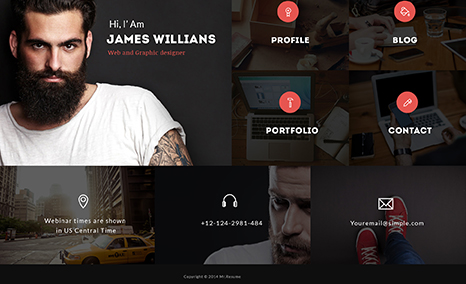 Hi, I' Am
JAMES WILLIANS
Web and Graphic designer
PROFILE
BLOG
PORTFOLIO
CONTACT
Webinar times are shown
in US Central Time
+12-124-2981-484
Youremail@simple.com
Copyright © 2014 Mr.Resume